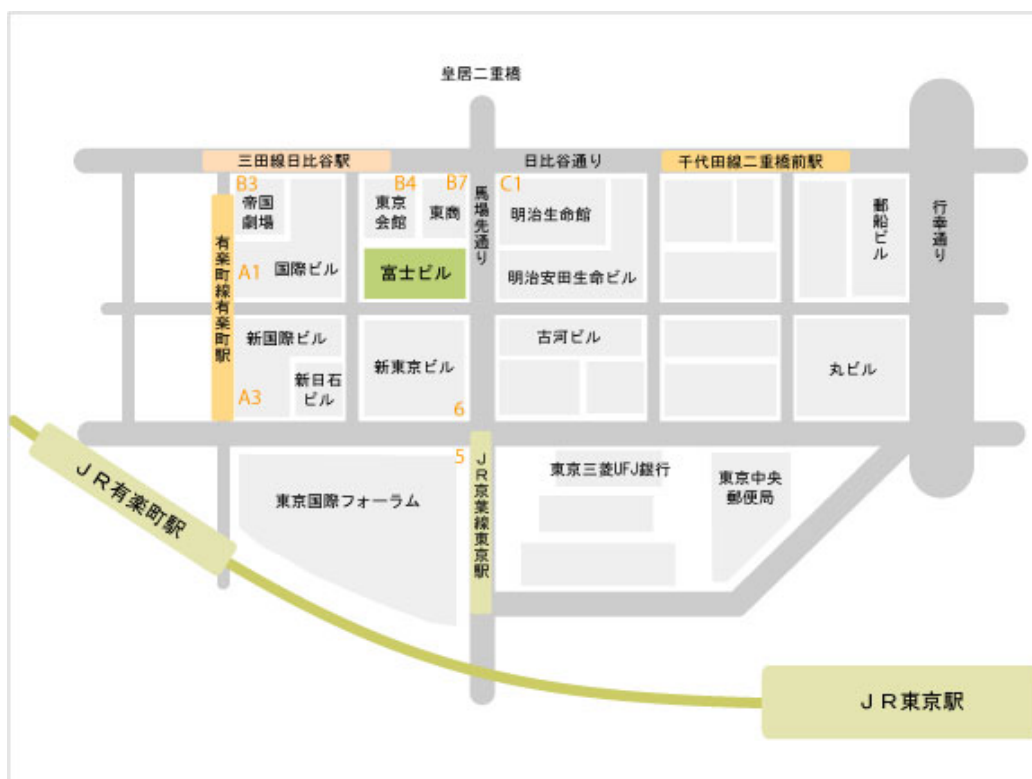 皇居二重橋
三田線日比谷駅
日比谷通り
千代田線二重橋前駅
B3
B4
B7
C1
帝国
劇場
東京
会館
東商
馬場先通り
明治生命館
郵船ビル
行幸通り
有楽町線有楽町駅
A1
国際ビル
富士ビル
明治安田生命ビル
新国際ビル
新東京ビル
古河ビル
丸ビル
A3
新日石
ビル
6
5
JR有楽町駅
東京国際フォーラム
JR京葉線東京駅
東京三菱UFJ銀行
東京中央
郵便局
JR東京駅